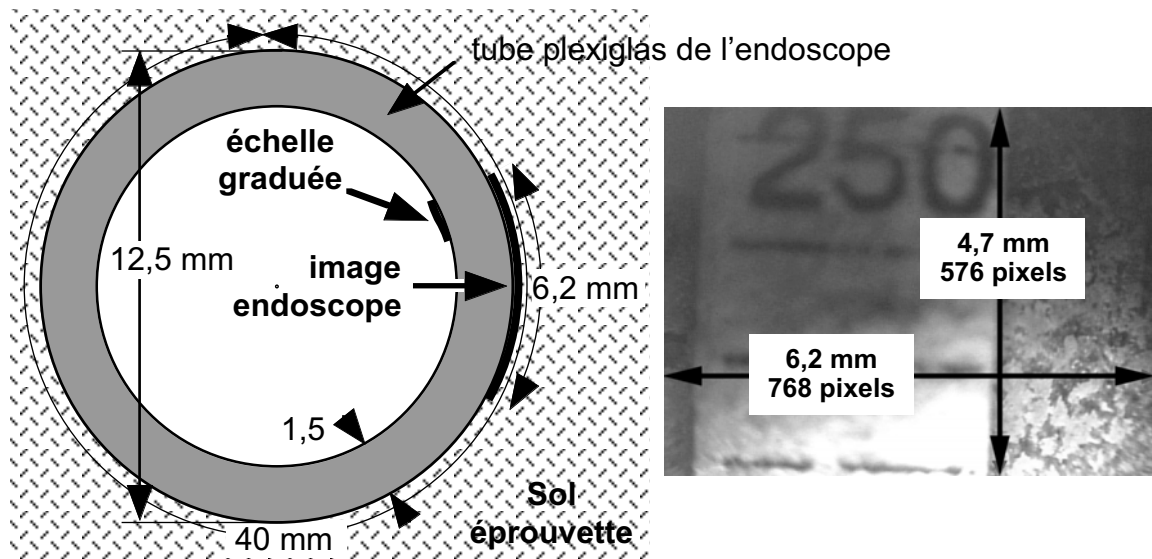 tube plexiglas de l'endoscope
échelle
graduée
12,5 mm
image
endoscope
6,2 mm
1,5
Sol
éprouvette
40 mm
250
4,7 mm
576 pixels
6,2 mm
768 pixels